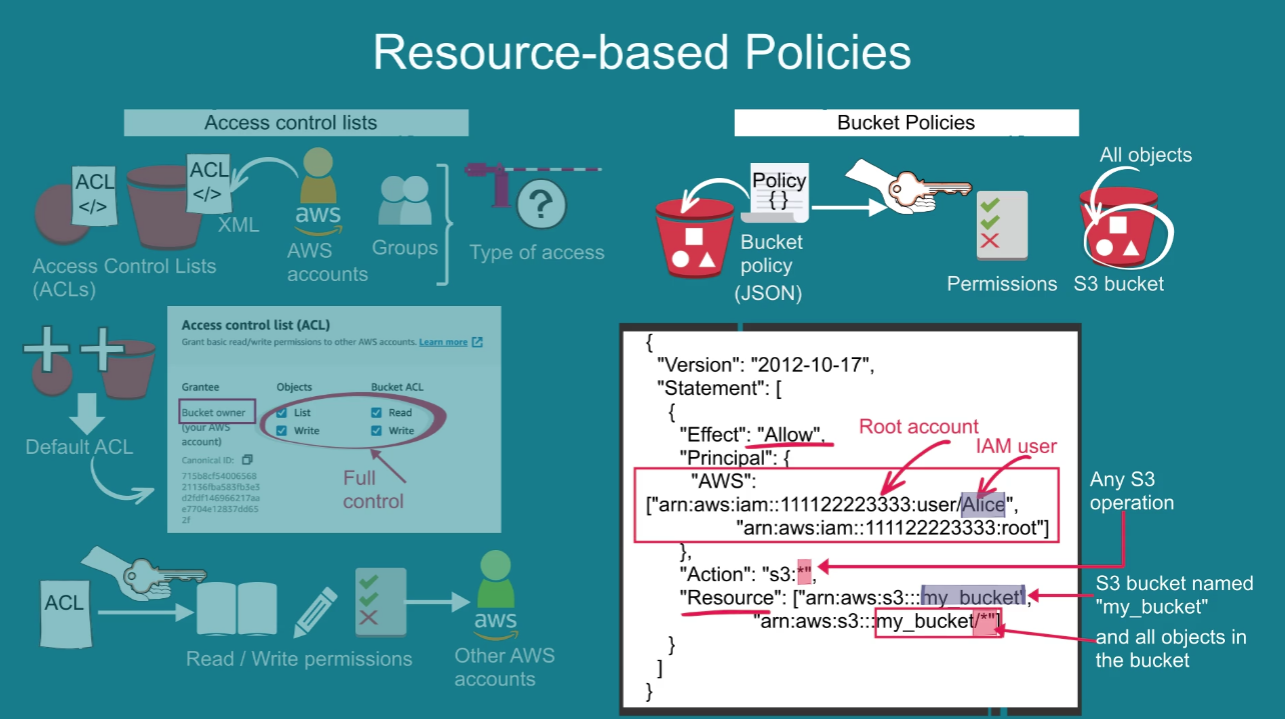 Resource-based Policies
Access control lists
ACL
</>
ACL
</>
XML
aws
AWS
accounts
Groups
?
Type of access
Access Control Lists
(ACLs)
Default ACL
Access control list (ACL)
Grant basic read/write permissions to other AWS accounts. Learn more
Grantee
Objects
Bucket ACL
Bucket owner
(your AWS
account)
List
Read
Write
Write
Canonical ID:
715b8cf54006568
21136fba583fb3e3
d2fdf146966217aa
e7704e12837dd65
2f
Full
control
ACL
Read / Write permissions
aws
Other AWS
accounts
Bucket Policies
Policy
{ }
Bucket
policy
(JSON)
Permissions
All objects
S3 bucket
{
"Version": "2012-10-17",
"Statement": [
{
"Effect": "Allow",
"Principal": {
"AWS":
["arn:aws:iam::111122223333:user/Alice",
"arn:aws:iam::111122223333:root"]
},
"Action": "s3:*",
"Resource": ["arn:aws:s3:::my_bucket",
"arn:aws:s3:::my_bucket/*"]
}
]
}
Root account
IAM user
Any S3
operation
S3 bucket named
"my_bucket"
and all objects in
the bucket